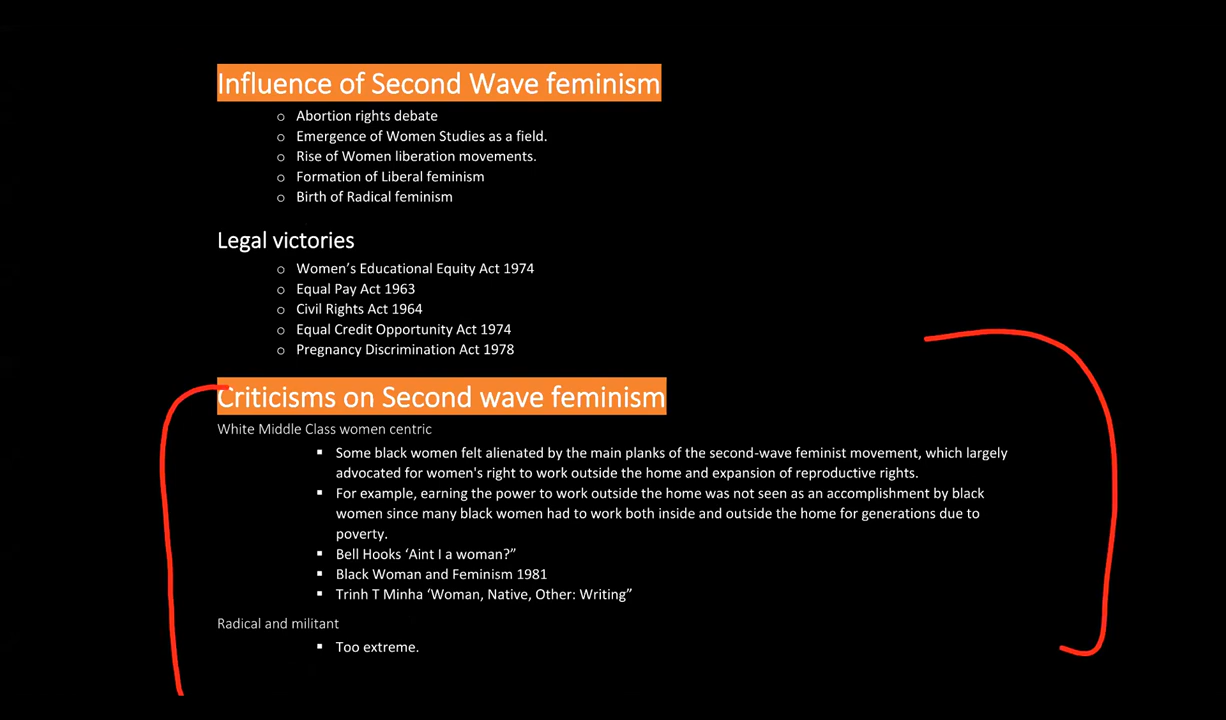 Influence of Second Wave feminism
o Abortion rights debate
o Emergence of Women Studies as a field.
o Rise of Women liberation movements.
o Formation of Liberal feminism
o Birth of Radical feminism
Legal victories
o Women’s Educational Equity Act 1974
o Equal Pay Act 1963
o Civil Rights Act 1964
o Equal Credit Opportunity Act 1974
o Pregnancy Discrimination Act 1978
Criticisms on Second wave feminism
White Middle Class women centric
▪ Some black women felt alienated by the main planks of the second-wave feminist movement, which largely
advocated for women's right to work outside the home and expansion of reproductive rights.
▪ For example, earning the power to work outside the home was not seen as an accomplishment by black
women since many black women had to work both inside and outside the home for generations due to
poverty.
▪ Bell Hooks ‘Aint I a woman?”
▪ Black Woman and Feminism 1981
▪ Trinh T Minha ‘Woman, Native, Other: Writing”
Radical and militant
▪ Too extreme.